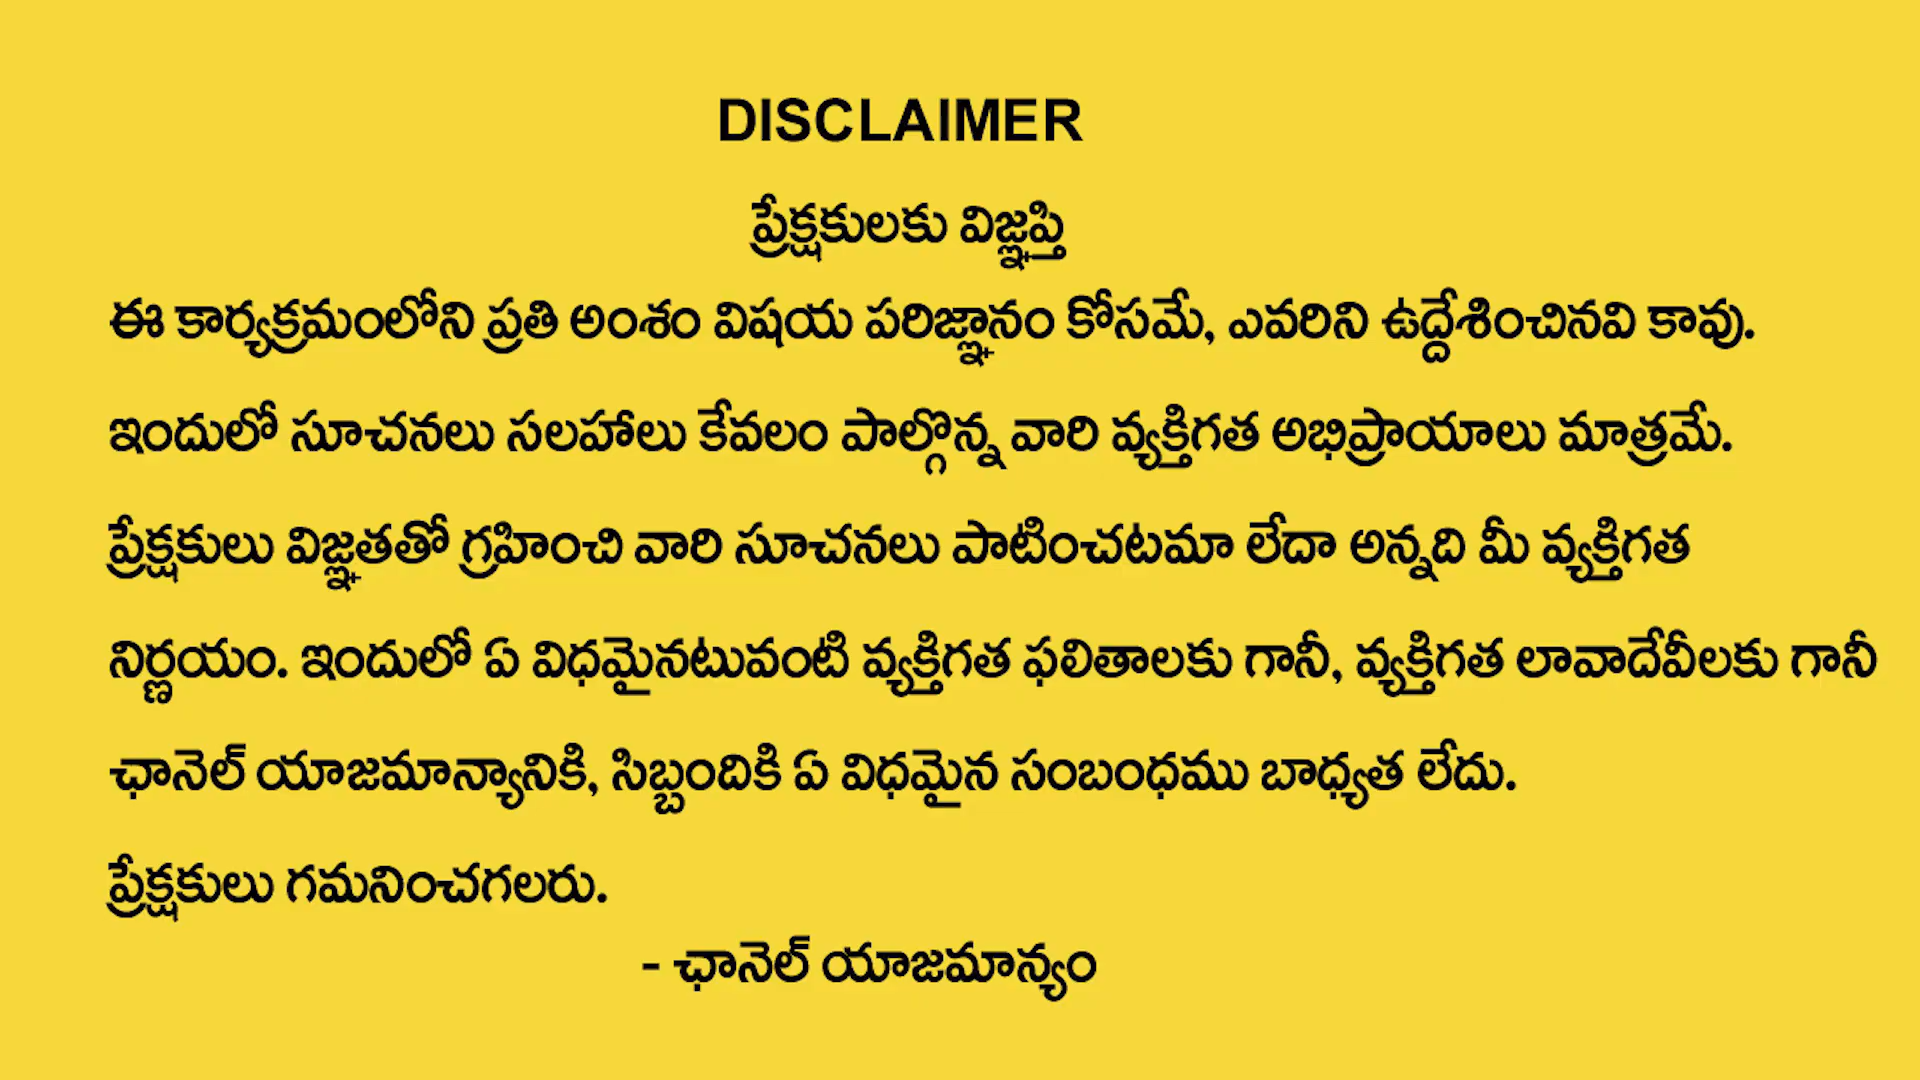 DISCLAIMER
ప్రేక్షకులకు విజ్ఞప్తి
ఈ కార్యక్రమంలోని ప్రతి అంశం విషయ పరిజ్ఞానం కోసమే, ఎవరిని ఉద్దేశించినవి కావు.
ఇందులో సూచనలు సలహాలు కేవలం పాల్గొన్న వారి వ్యక్తిగత అభిప్రాయాలు మాత్రమే.
ప్రేక్షకులు విజ్ఞతతో గ్రహించి వారి సూచనలు పాటించటమా లేదా అన్నది మీ వ్యక్తిగత
నిర్ణయం. ఇందులో ఏ విధమైనటువంటి వ్యక్తిగత ఫలితాలకు గానీ, వ్యక్తిగత లావాదేవీలకు గానీ
ఛానెల్ యాజమాన్యానికి, సిబ్బందికి ఏ విధమైన సంబంధము బాధ్యత లేదు.
ప్రేక్షకులు గమనించగలరు.
- ఛానెల్ యాజమాన్యం